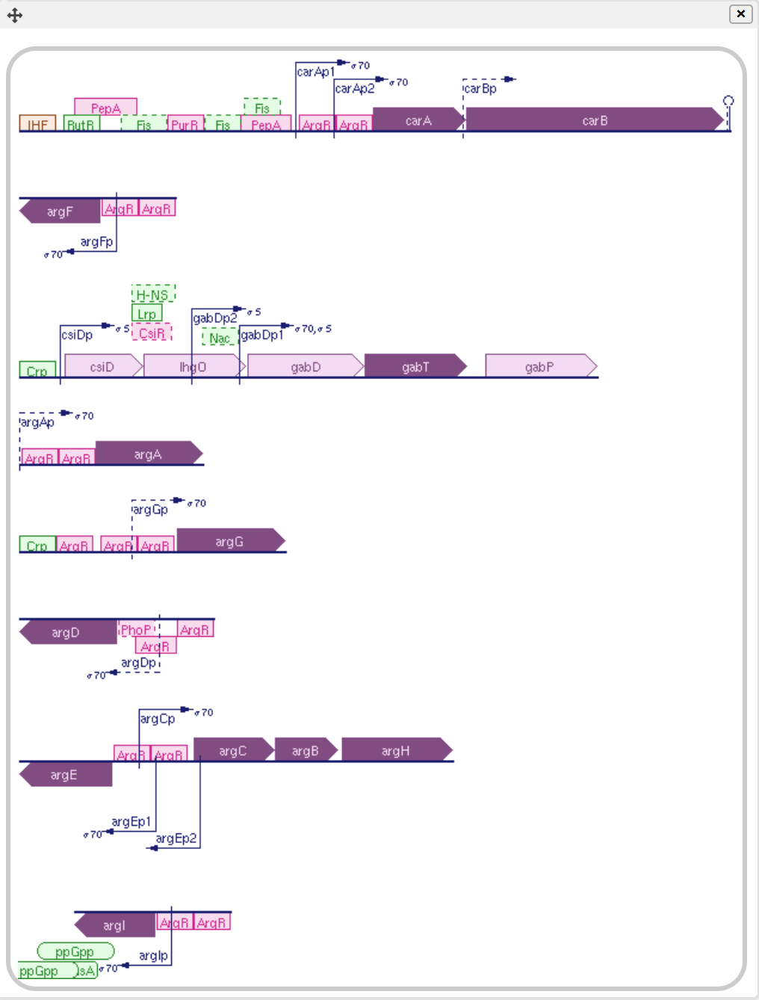 carAp1 σ70
carAp2 σ70
carBp
PepA Fis
IHF RutR Fis PurR Fis PepA ArgR ArgR carA carB
argF ArgR ArgR
argFp
σ70
H-NS
Lrp gabDp2 σ5
csiDp σ5 CsiR Nac gabDp1 σ70,σ5
Crp csiD lhgO gabD gabT gabP
argAp σ70
ArgR ArgR argA
argGp σ70
Crp ArgR ArgR ArgR argG
argD PhoP ArgR
ArgR
argDp
σ70
argCp σ70
ArgR ArgR argC argB argH
argE
argEp1
σ70
argEp2
argI ArgR ArgR
ppGpp argIp
ppGpp sA σ70